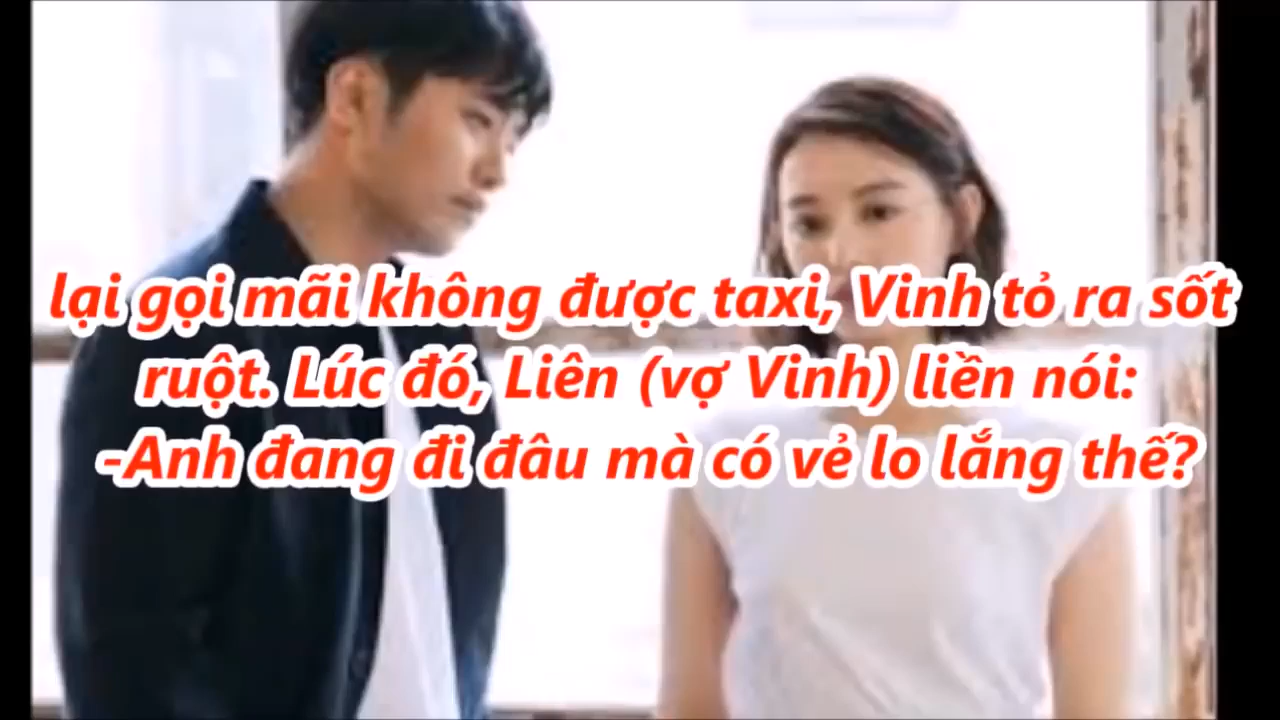 lại gọi mãi không được taxi, Vinh tỏ ra sốt
ruột. Lúc đó, Liên (vợ Vinh) liền nói:
-Anh đang đi đâu mà có vẻ lo lắng thế?